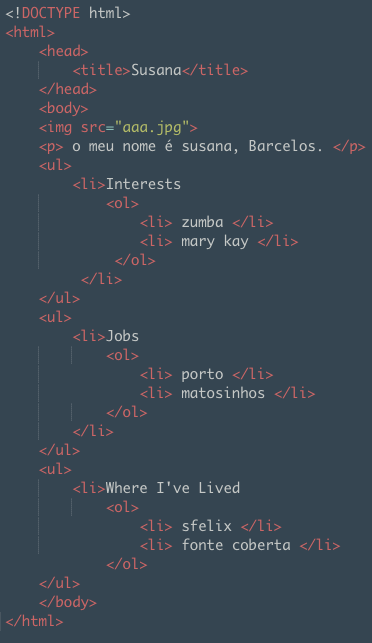 <!DOCTYPE html>
<html>
    <head>
        <title>Susana</title>
    </head>
    <body>
    <img src="aaa.jpg">
    <p> o meu nome é susana, Barcelos. </p>
    <ul>
        <li>Interests
            <ol>
                <li> zumba </li>
                <li> mary kay </li>
             </ol>
         </li>
    </ul>
    <ul>
        <li>Jobs
            <ol>
                <li> porto </li>
                <li> matosinhos </li>
            </ol>
        </li>
    </ul>
    <ul>
        <li>Where I've Lived
            <ol>
                <li> sfelix </li>
                <li> fonte coberta </li>
            </ol>
    </ul>
    </body>
</html>